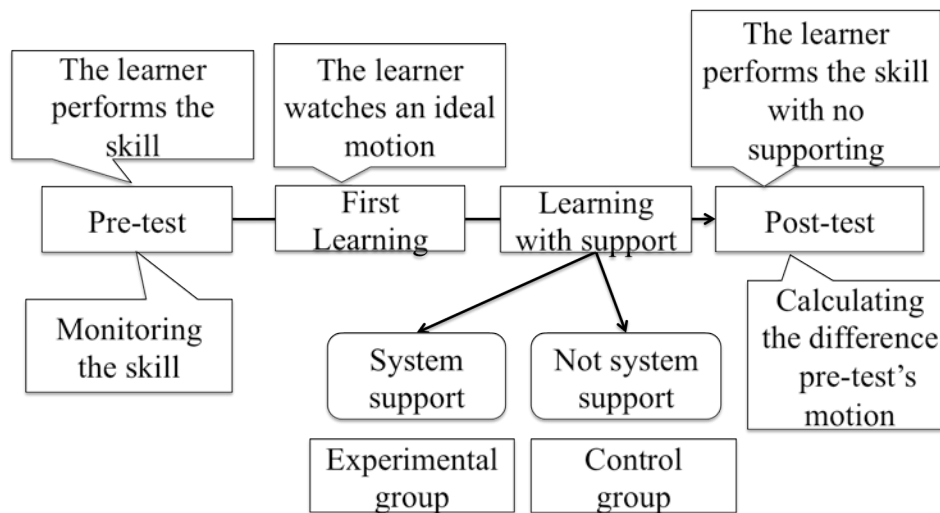 The learner
performs the
skill
The learner
watches an ideal
motion
The learner
performs the skill
with no
supporting
Pre-test
First
Learning
Learning
with support
Post-test
Monitoring
the skill
System
support
Not system
support
Calculating
the difference
pre-test's
motion
Experimental
group
Control
group